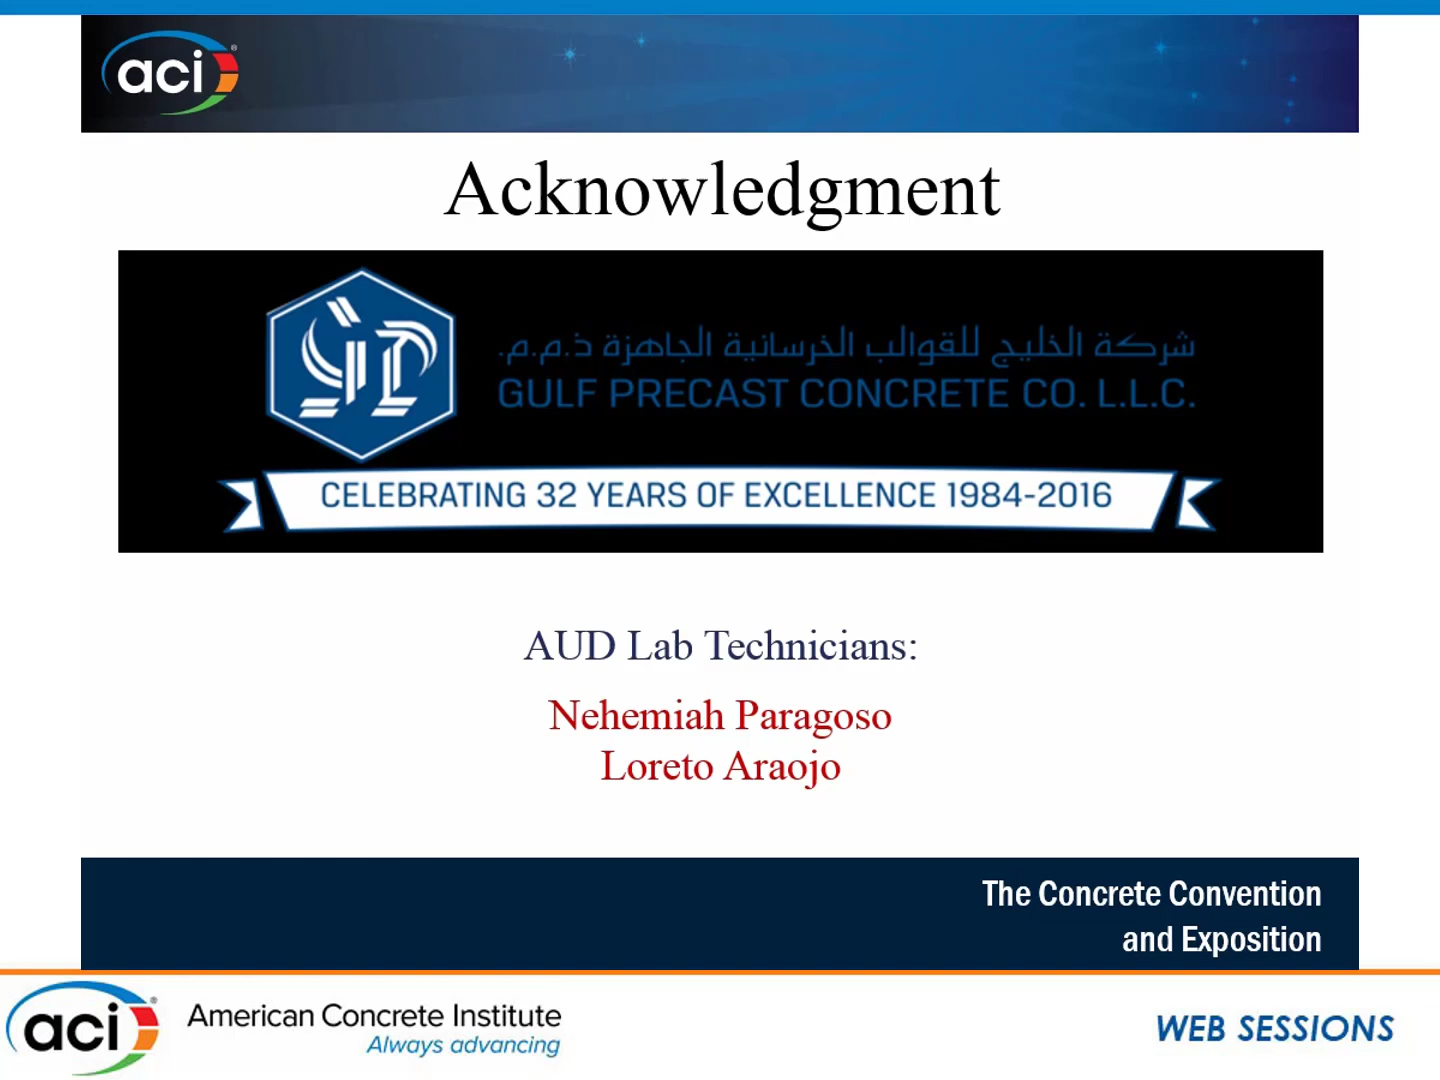 aci
Acknowledgment
شركة الخليج للقوالب الخرسانية الجاهزة ذ.م.م.
GULF PRECAST CONCRETE CO. L.L.C.
CELEBRATING 32 YEARS OF EXCELLENCE 1984-2016
AUD Lab Technicians:
Nehemiah Paragoso
Loreto Araojo
The Concrete Convention
and Exposition
aci
American Concrete Institute
Always advancing
WEB SESSIONS